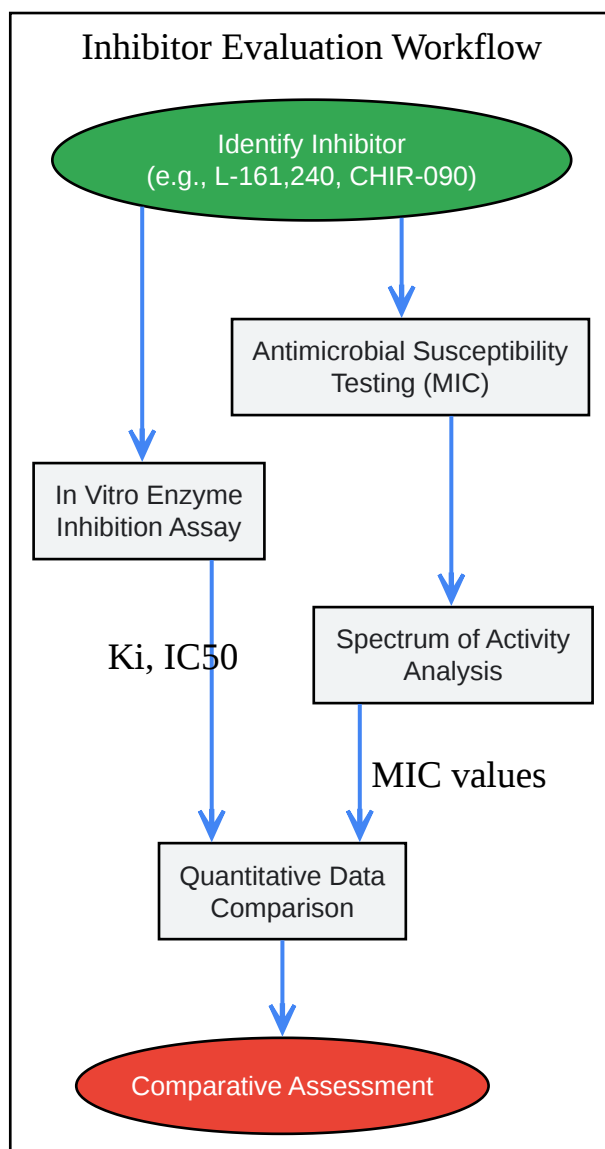 Inhibitor Evaluation Workflow
Identify Inhibitor
(e.g., L-161,240, CHIR-090)
Antimicrobial Susceptibility
Testing (MIC)
In Vitro Enzyme
Inhibition Assay
Spectrum of Activity
Analysis
Ki, IC50
MIC values
Quantitative Data
Comparison
Comparative Assessment